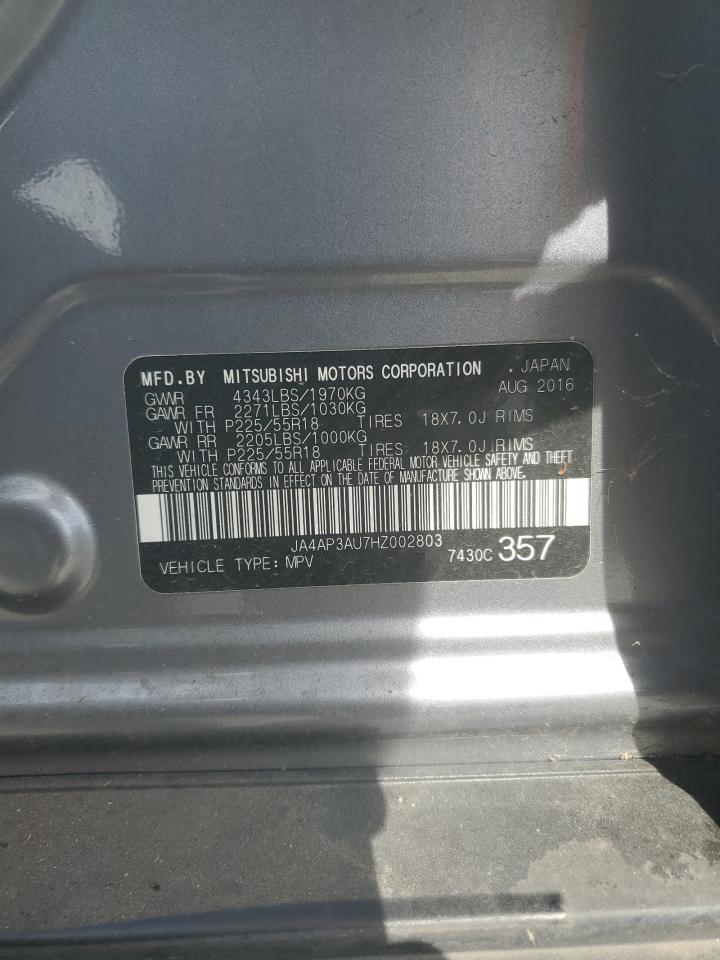 MFD.BY MITSUBISHI MOTORS CORPORATION , JAPAN
GVWR 4343LBS/1970KG AUG 2016
GAWR FR 2271LBS/1030KG
WITH P225/55R18 TIRES 18X7.0J RIMS
GAWR RR 2205LBS/1000KG
WITH P225/55R18 TIRES 18X7.0J RIMS
THIS VEHICLE CONFORMS TO ALL APPLICABLE FEDERAL MOTOR VEHICLE SAFETY AND THEFT
PREVENTION STANDARDS IN EFFECT ON THE DATE OF MANUFACTURE SHOWN ABOVE.
JA4AP3AU7HZ002803
VEHICLE TYPE: MPV 7430C 357